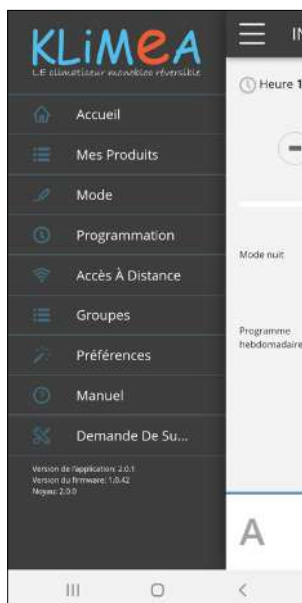 KLiMeA
LE climatiseur monobloc réversible
Accueil
Mes Produits
Mode
Programmation
Accès À Distance
Groupes
Préférences
Manuel
Demande De Su...
Version de l'application: 2.0.1
Version du firmware: 1.0.42
Noyau: 2.0.0
IN
Heure 1
Mode nuit
Programme
hebdomadaire
A